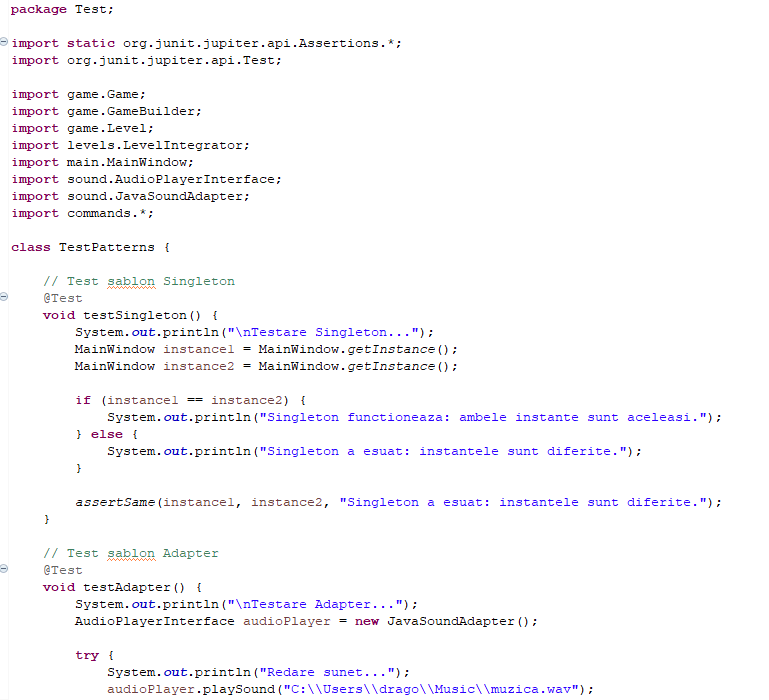 package Test;

import static org.junit.jupiter.api.Assertions.*;
import org.junit.jupiter.api.Test;

import game.Game;
import game.GameBuilder;
import game.Level;
import levels.LevelIntegrator;
import main.MainWindow;
import sound.AudioPlayerInterface;
import sound.JavaSoundAdapter;
import commands.*;

class TestPatterns {

    // Test sablon Singleton
    @Test
    void testSingleton() {
        System.out.println("\nTestare Singleton...");
        MainWindow instance1 = MainWindow.getInstance();
        MainWindow instance2 = MainWindow.getInstance();

        if (instance1 == instance2) {
            System.out.println("Singleton functioneaza: ambele instante sunt aceleasi.");
        } else {
            System.out.println("Singleton a esuat: instantele sunt diferite.");
        }

        assertSame(instance1, instance2, "Singleton a esuat: instantele sunt diferite.");
    }

    // Test sablon Adapter
    @Test
    void testAdapter() {
        System.out.println("\nTestare Adapter...");
        AudioPlayerInterface audioPlayer = new JavaSoundAdapter();

        try {
            System.out.println("Redare sunet...");
            audioPlayer.playSound("C:\\Users\\drago\\Music\\muzica.wav");